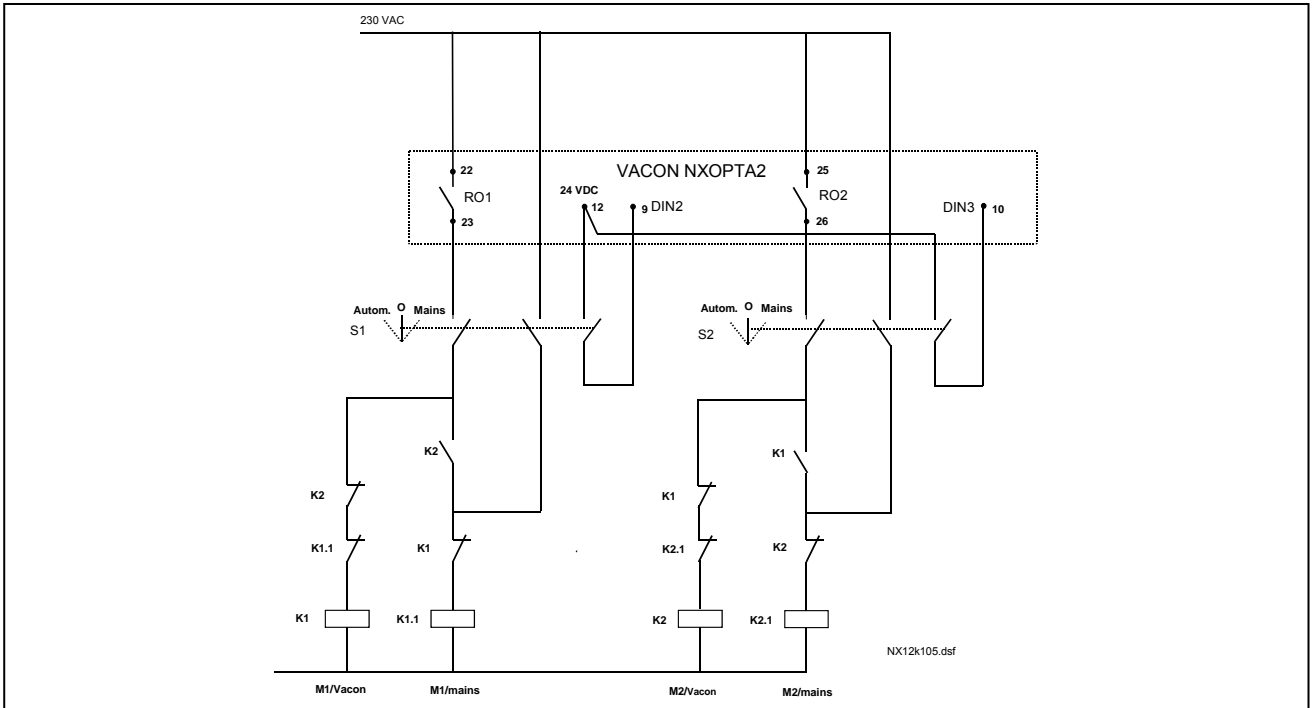 230 VAC
22
VACON NXOPTA2
25
RO1
24 VDC
12
9 DIN2
RO2
DIN3
10
23
26
Autom. O Mains
S1
Autom. O Mains
S2
K2
K1
K2
K1
K1.1
K1
K2.1
K2
K1
K1.1
K2
K2.1
NX12k105.dsf
M1/Vacon
M1/mains
M2/Vacon
M2/mains